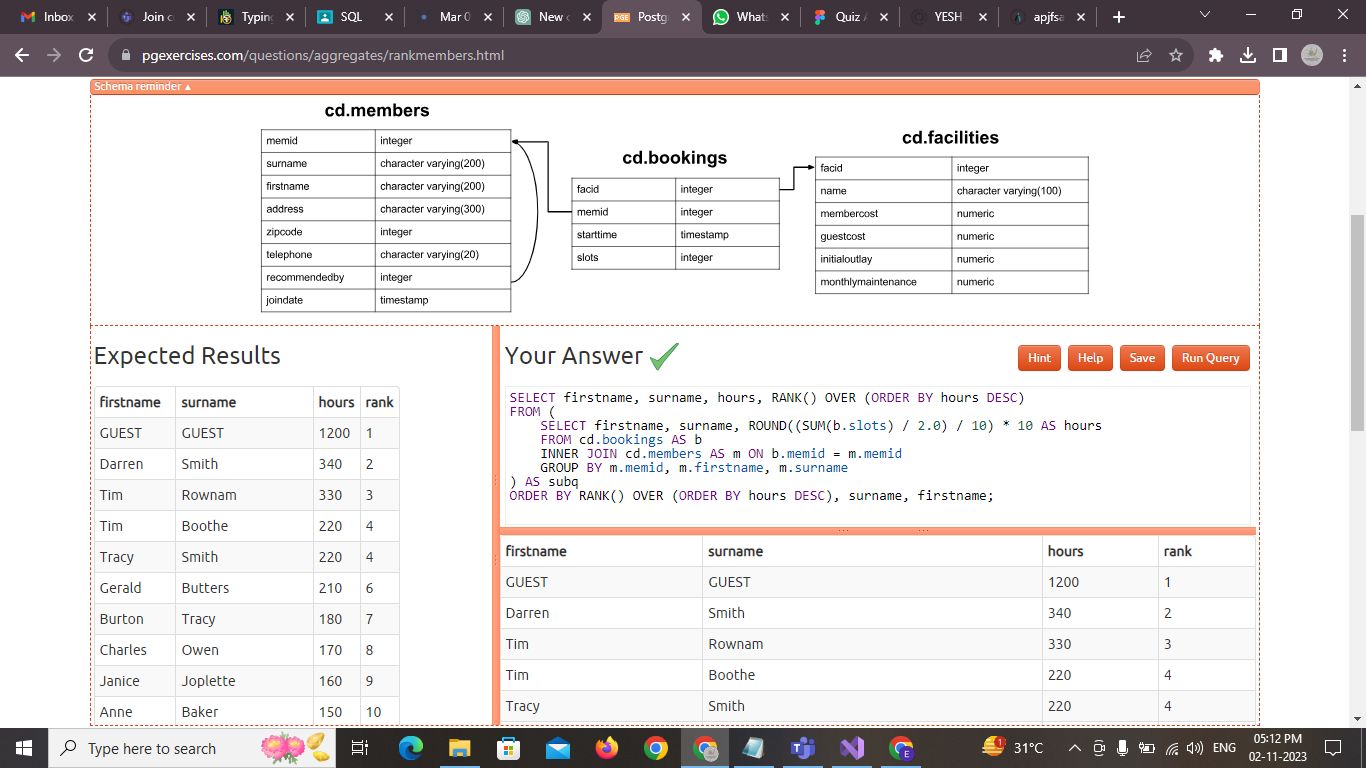 Inbox
Join c
Typing
SQL
Mar 0
New c
PGE
Postg
What
Quiz
YESH
apjfsa
pgexercises.com/questions/aggregates/rankmembers.html
Schema reminder ▴
cd.members
memid integer
surname character varying(200)
firstname character varying(200)
address character varying(300)
zipcode integer
telephone character varying(20)
recommendedby integer
joindate timestamp
cd.bookings
facid integer
memid integer
starttime timestamp
slots integer
cd.facilities
facid integer
name character varying(100)
membercost numeric
guestcost numeric
initialoutlay numeric
monthlymaintenance numeric
Expected Results
firstname surname hours rank
GUEST GUEST 1200 1
Darren Smith 340 2
Tim Rownam 330 3
Tim Boothe 220 4
Tracy Smith 220 4
Gerald Butters 210 6
Burton Tracy 180 7
Charles Owen 170 8
Janice Joplette 160 9
Anne Baker 150 10
Your Answer
Hint Help Save Run Query
SELECT firstname, surname, hours, RANK() OVER (ORDER BY hours DESC)
FROM (
SELECT firstname, surname, ROUND((SUM(b.slots) / 2.0) / 10) * 10 AS hours
FROM cd.bookings AS b
INNER JOIN cd.members AS m ON b.memid = m.memid
GROUP BY m.memid, m.firstname, m.surname
) AS subq
ORDER BY RANK() OVER (ORDER BY hours DESC), surname, firstname;
firstname surname hours rank
GUEST GUEST 1200 1
Darren Smith 340 2
Tim Rownam 330 3
Tim Boothe 220 4
Tracy Smith 220 4
Type here to search
1
31°C
ENG
05:12 PM
02-11-2023